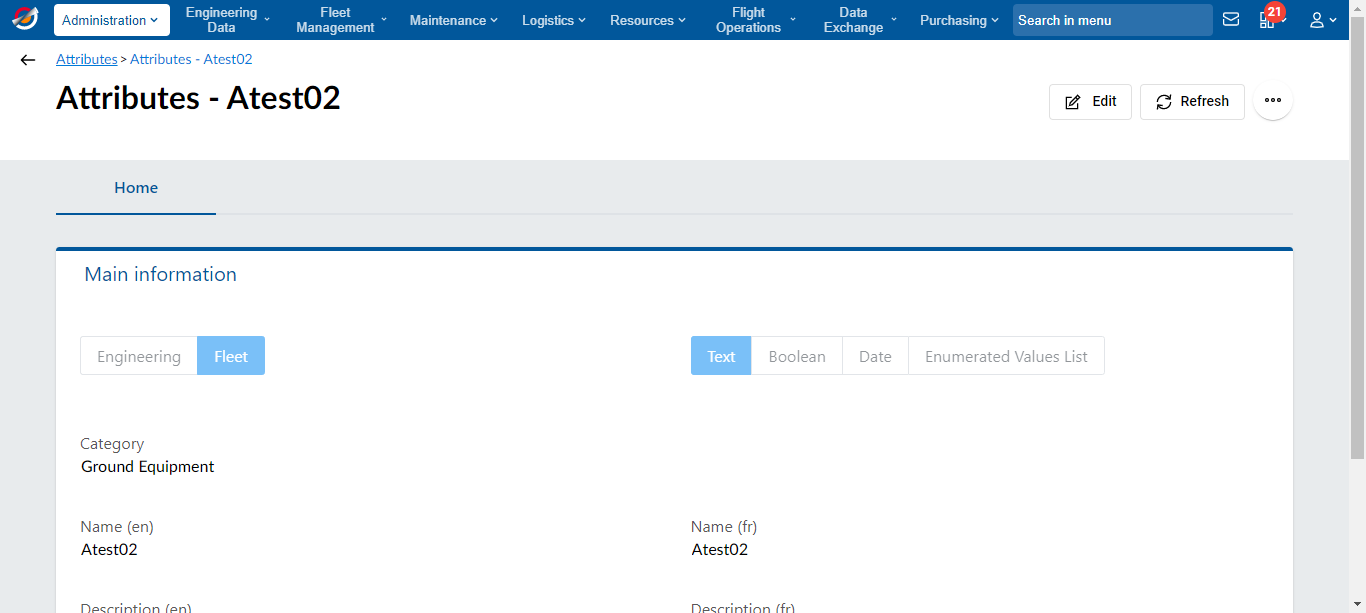 Administration
Engineering
Data
Fleet
Management
Maintenance
Logistics
Resources
Flight
Operations
Data
Exchange
Purchasing
Search in menu
21
Attributes > Attributes - Atest02
Attributes - Atest02
Edit
Refresh
Home
Main information
Engineering Fleet
Text Boolean Date Enumerated Values List
Category
Ground Equipment
Name (en)
Atest02
Name (fr)
Atest02
Description (en)
Description (fr)